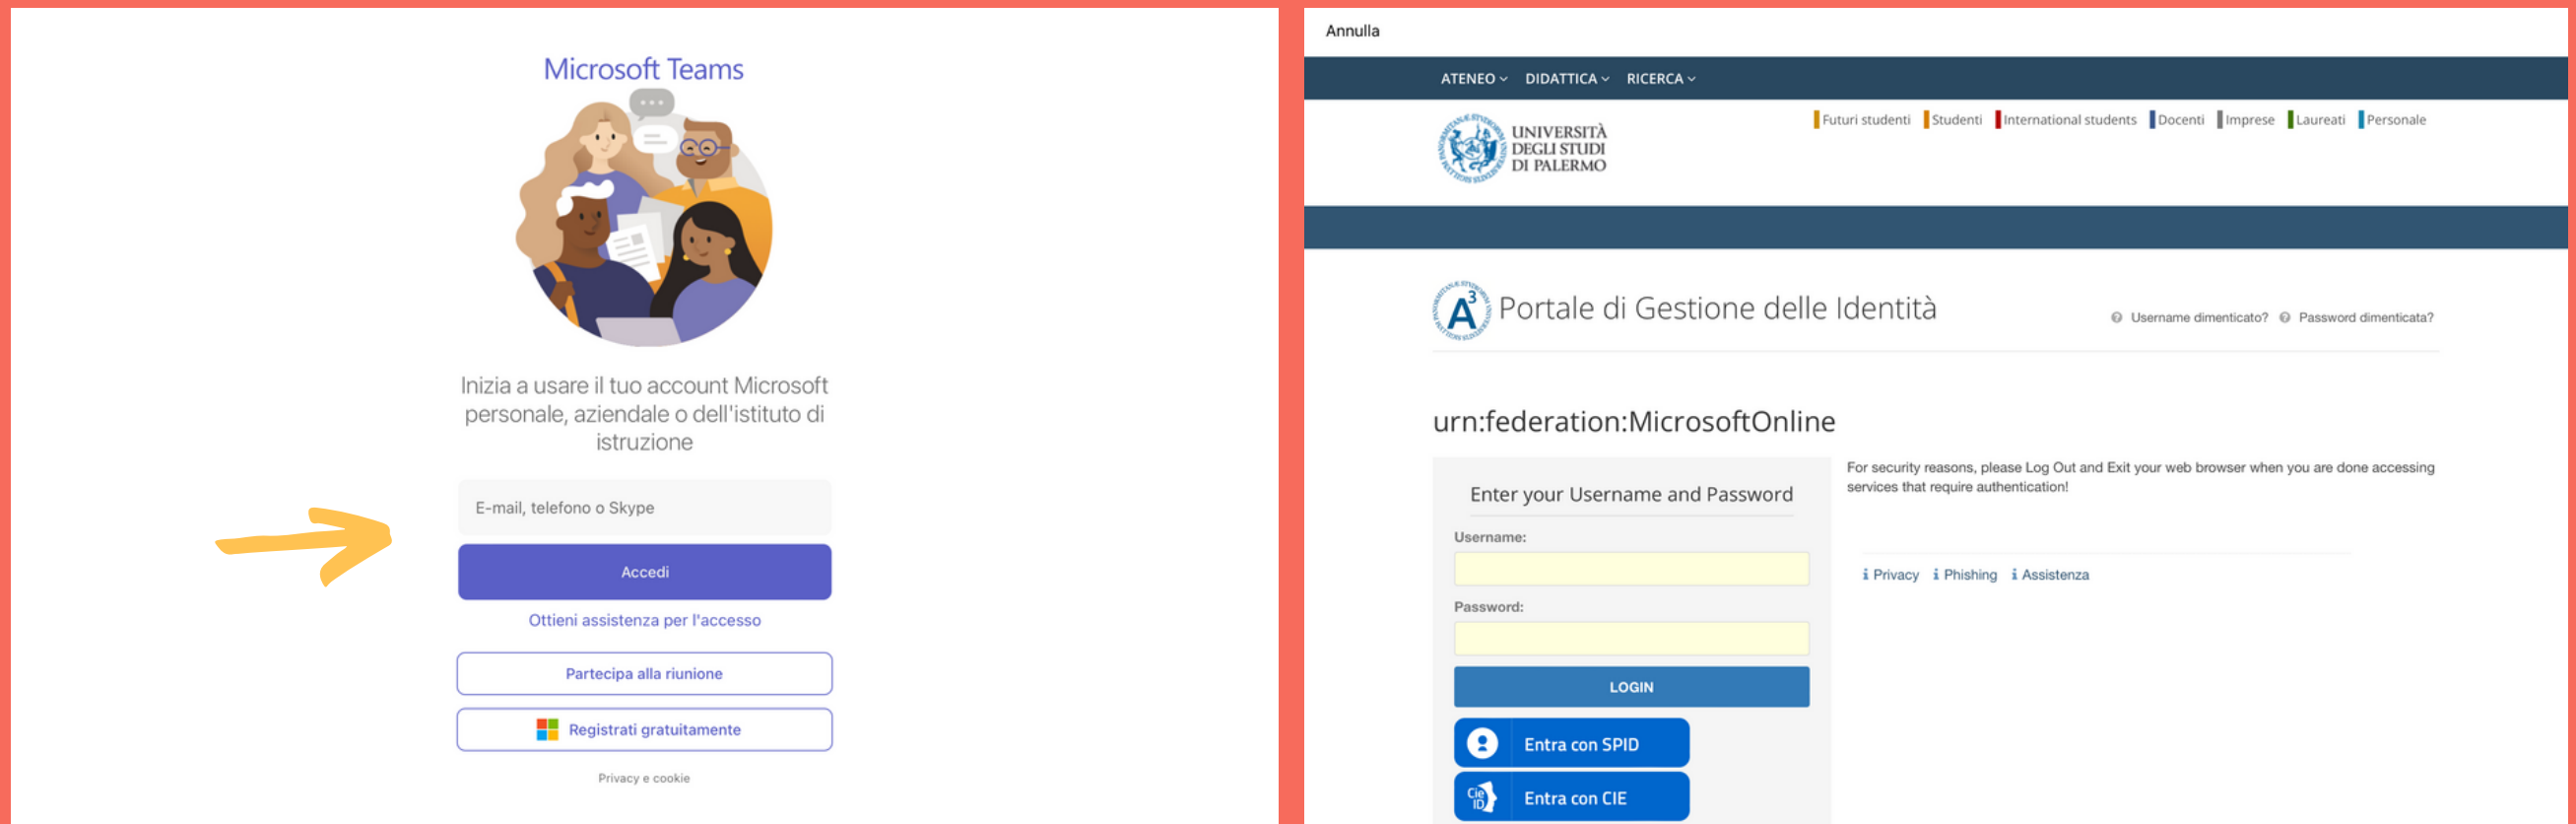 Microsoft Teams
Inizia a usare il tuo account Microsoft
personale, aziendale o dell'istituto di
istruzione
E-mail, telefono o Skype
Accedi
Ottieni assistenza per l'accesso
Partecipa alla riunione
Registrati gratuitamente
Privacy e cookie
Annulla
ATENEO DIDATTICA RICERCA
Futuri studenti Studenti International students Docenti Imprese Laureati Personale
UNIVERSITÀ
DEGLI STUDI
DI PALERMO
A3 Portale di Gestione delle Identità
Username dimenticato? Password dimenticata?
urn:federation:MicrosoftOnline
Enter your Username and Password
Username:
Password:
LOGIN
Entra con SPID
Cie
ID
Entra con CIE
For security reasons, please Log Out and Exit your web browser when you are done accessing
services that require authentication!
Privacy Phishing Assistenza